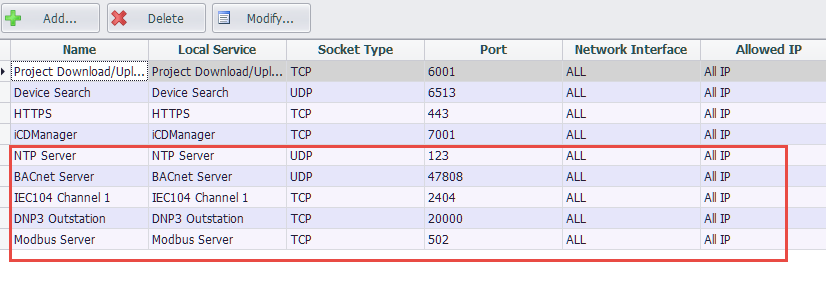 Add... Delete Modify...
Name Local Service Socket Type Port Network Interface Allowed IP
Project Download/Upl... Project Download/Upl... TCP 6001 ALL All IP
Device Search Device Search UDP 6513 ALL All IP
HTTPS HTTPS TCP 443 ALL All IP
iCDManager iCDManager TCP 7001 ALL All IP
NTP Server NTP Server UDP 123 ALL All IP
BACnet Server BACnet Server UDP 47808 ALL All IP
IEC104 Channel 1 IEC104 Channel 1 TCP 2404 ALL All IP
DNP3 Outstation DNP3 Outstation TCP 20000 ALL All IP
Modbus Server Modbus Server TCP 502 ALL All IP